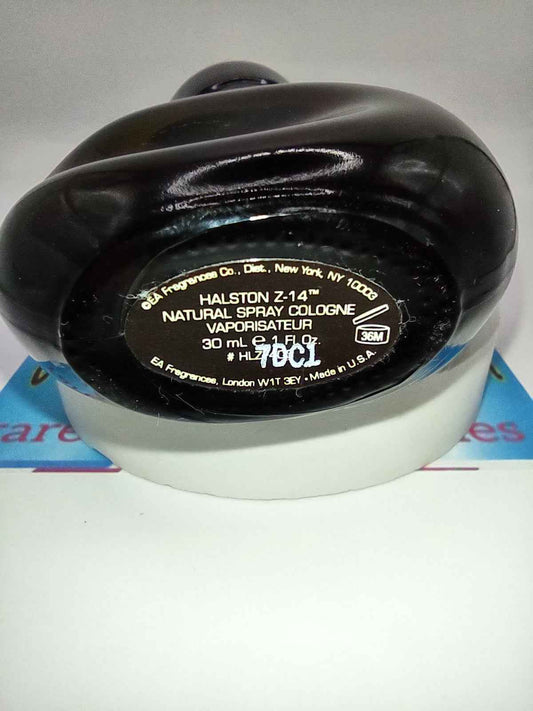 ©EA Fragrances Co., Dist., New York, NY 10003
HALSTON Z-14™
NATURAL SPRAY COLOGNE
VAPORISATEUR
30 mL e 1 Fl. Oz.
36M
# HLZ
7DC1
EA Fragrances, London W1T 3EY • Made in U.S.A.